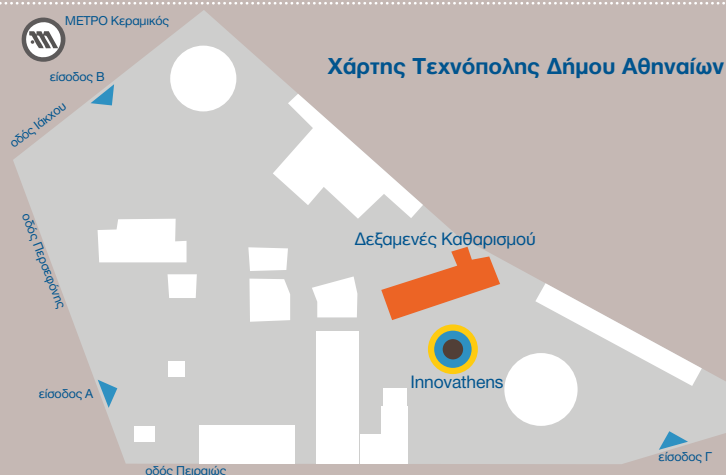 ΜΕΤΡΟ Κεραμικός
Χάρτης Τεχνόπολης Δήμου Αθηναίων
είσοδος Β
οδός Ιάκχου
οδός Περσεφόνης
Δεξαμενές Καθαρισμού
Innovathens
είσοδος Α
είσοδος Γ
οδός Πειραιώς